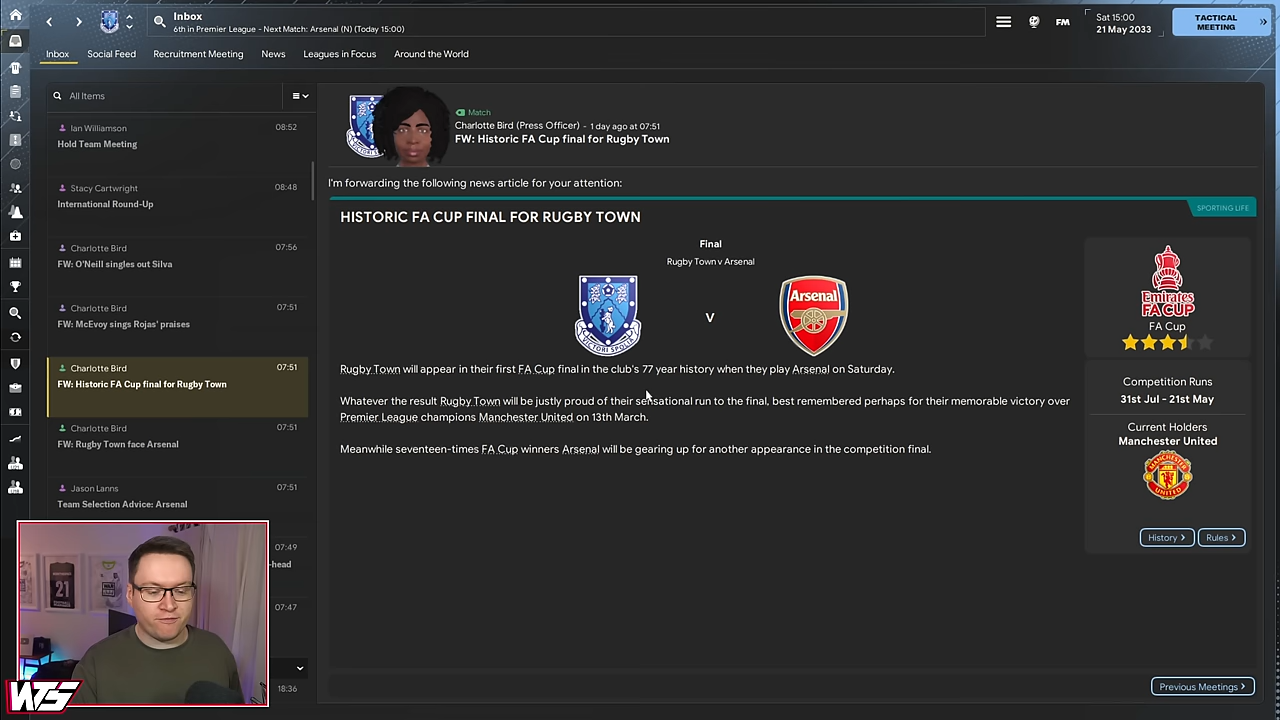 Inbox
6th in Premier League - Next Match: Arsenal (N) (Today 15:00)
FM
Sat 15:00
21 May 2033
TACTICAL
MEETING
Inbox
Social Feed
Recruitment Meeting
News
Leagues in Focus
Around the World
All Items
Ian Williamson
08:52
Hold Team Meeting
Stacy Cartwright
08:48
International Round-Up
Charlotte Bird
07:56
FW: O'Neill singles out Silva
Charlotte Bird
07:51
FW: McEvoy sings Rojas' praises
Charlotte Bird
07:51
FW: Historic FA Cup final for Rugby Town
Charlotte Bird
07:51
FW: Rugby Town face Arsenal
Jason Lanns
07:51
Team Selection Advice: Arsenal
07:49
-head
07:47
18:36
21
WTS
Match
Charlotte Bird (Press Officer) - 1 day ago at 07:51
FW: Historic FA Cup final for Rugby Town
I'm forwarding the following news article for your attention:
SPORTING LIFE
HISTORIC FA CUP FINAL FOR RUGBY TOWN
Final
Rugby Town v Arsenal
Arsenal
V
Rugby Town will appear in their first FA Cup final in the club's 77 year history when they play Arsenal on Saturday.
Whatever the result Rugby Town will be justly proud of their sensational run to the final, best remembered perhaps for their memorable victory over
Premier League champions Manchester United on 13th March.
Meanwhile seventeen-times FA Cup winners Arsenal will be gearing up for another appearance in the competition final.
Emirates
FA CUP
FA Cup
Competition Runs
31st Jul - 21st May
Current Holders
Manchester United
MANCHESTER
UNITED
History >
Rules >
Previous Meetings >